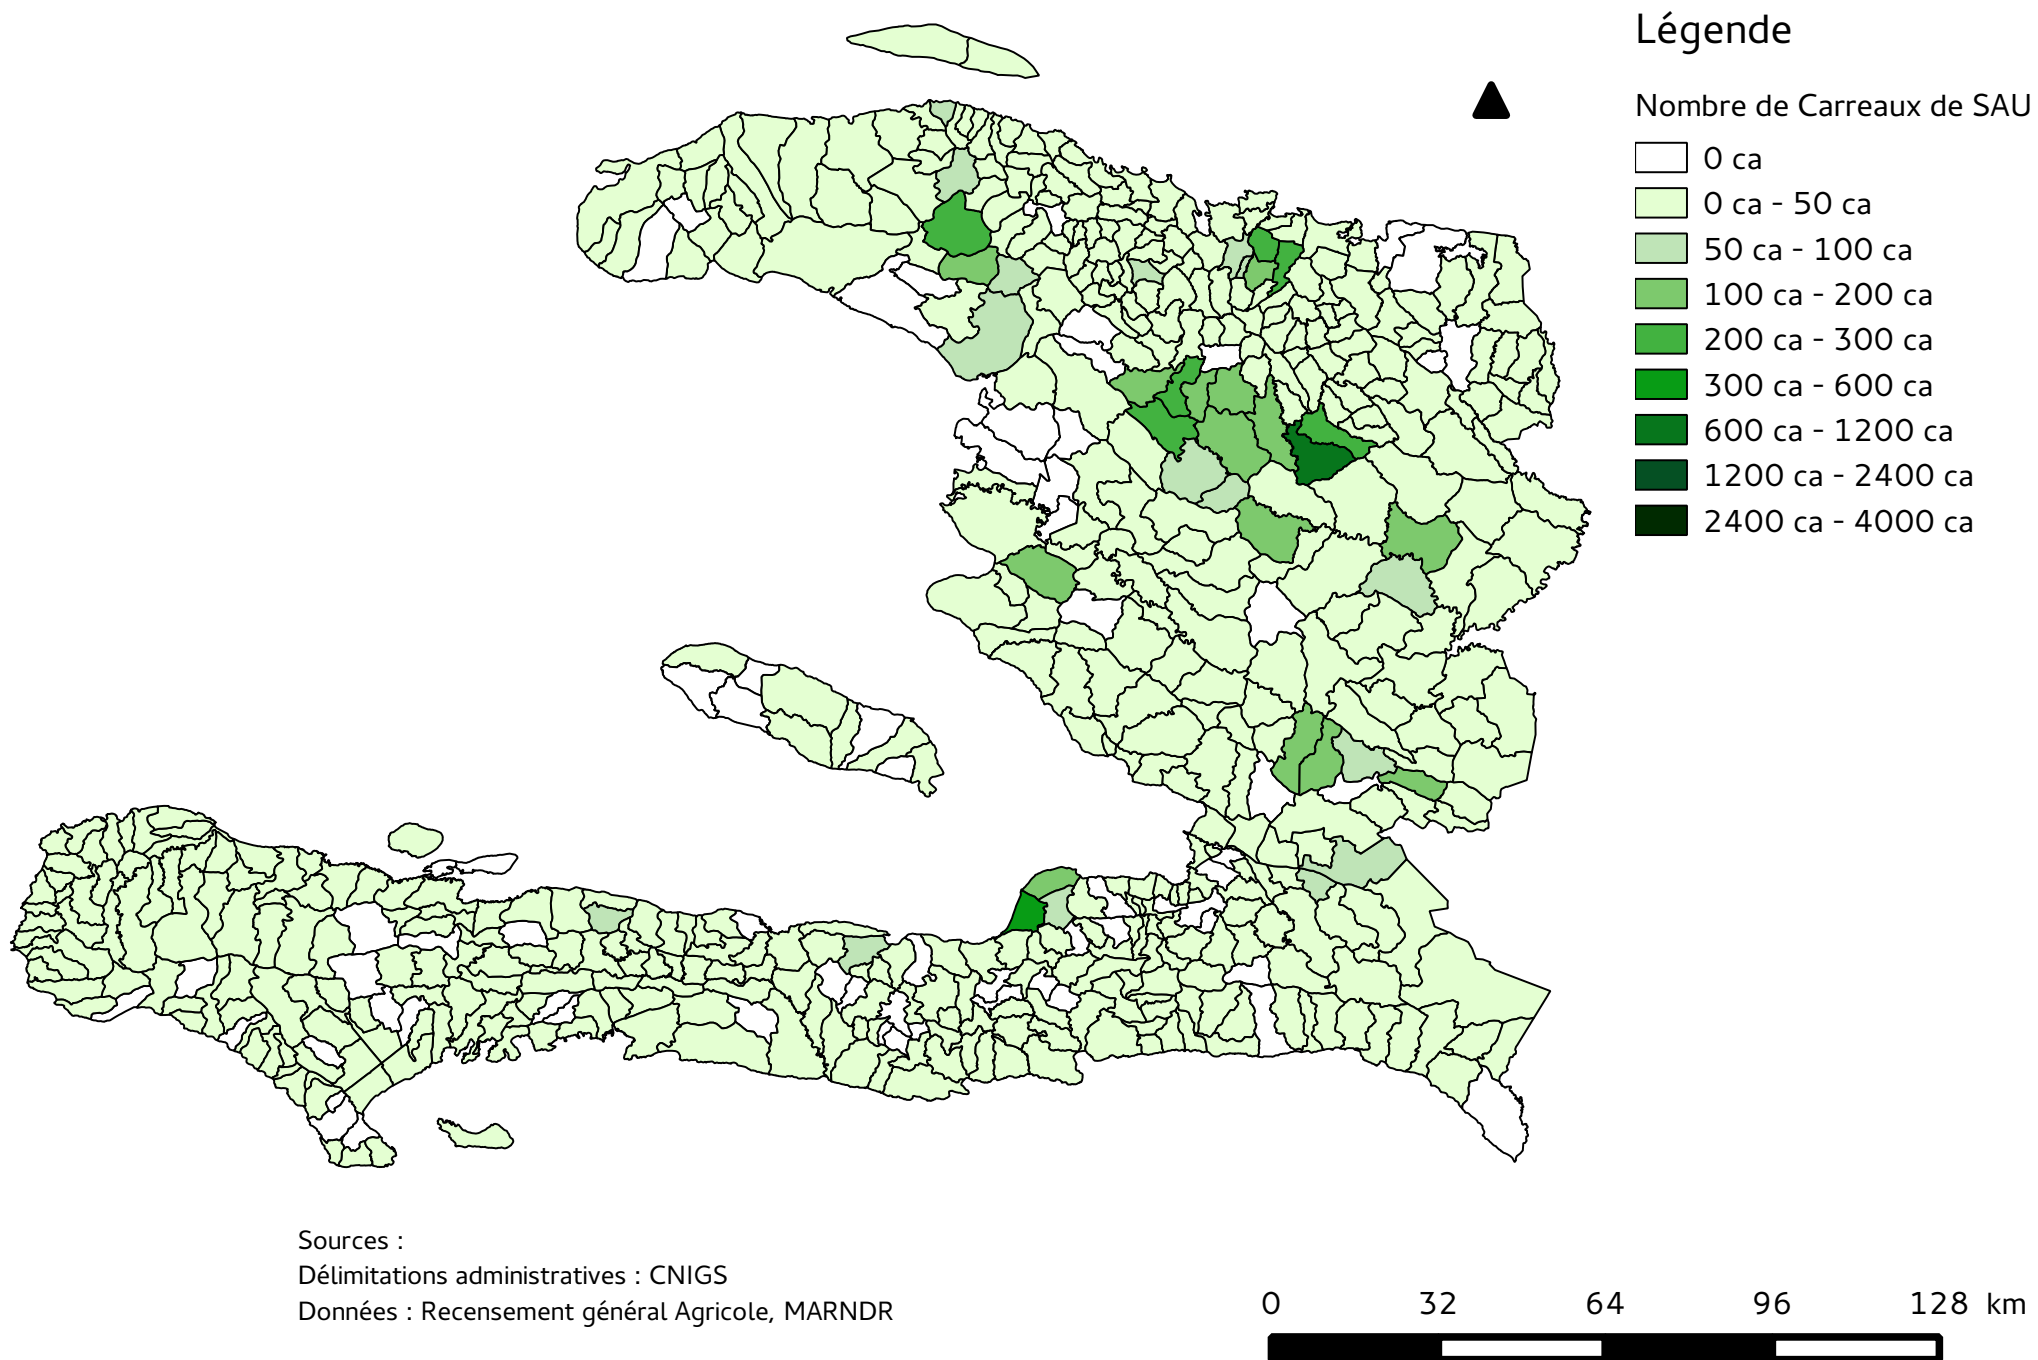 Légende
Nombre de Carreaux de SAU
0 ca
0 ca - 50 ca
50 ca - 100 ca
100 ca - 200 ca
200 ca - 300 ca
300 ca - 600 ca
600 ca - 1200 ca
1200 ca - 2400 ca
2400 ca - 4000 ca
Sources :
Délimitations administratives : CNIGS
Données : Recensement général Agricole, MARNDR
0 32 64 96 128 km